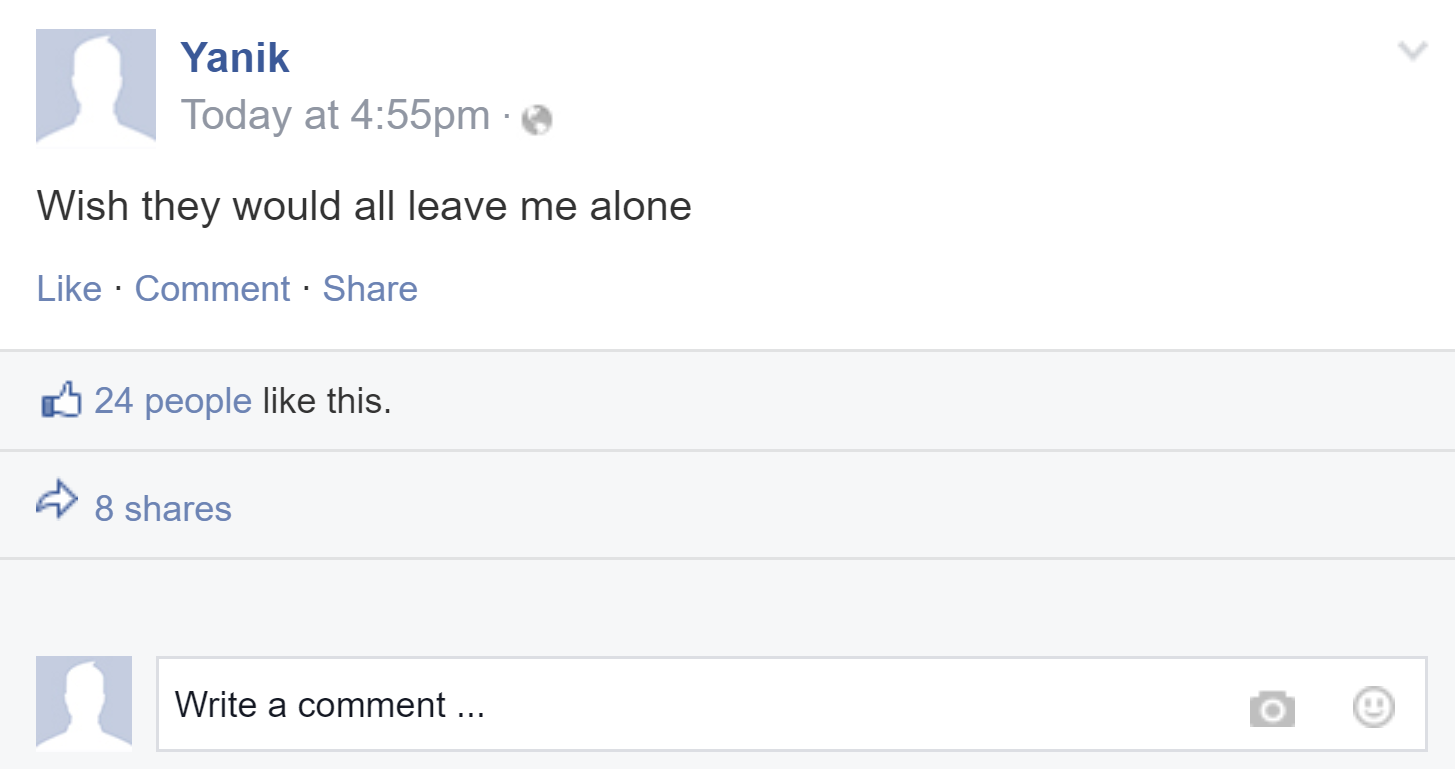 Yanik
Today at 4:55pm ·
Wish they would all leave me alone
Like · Comment · Share
24 people like this.
8 shares
Write a comment ...